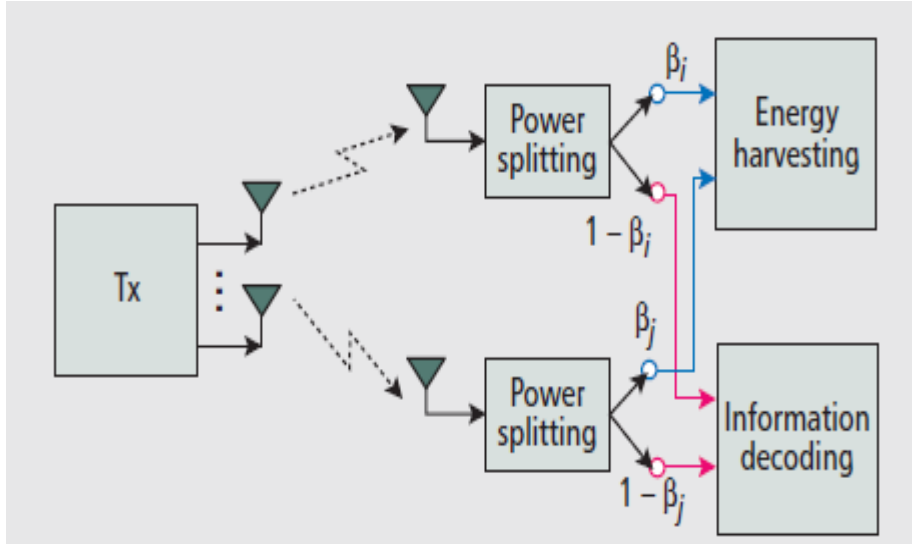 βi
Power
splitting
Energy
harvesting
1 – βi
Tx
βj
Power
splitting
Information
decoding
1 – βj